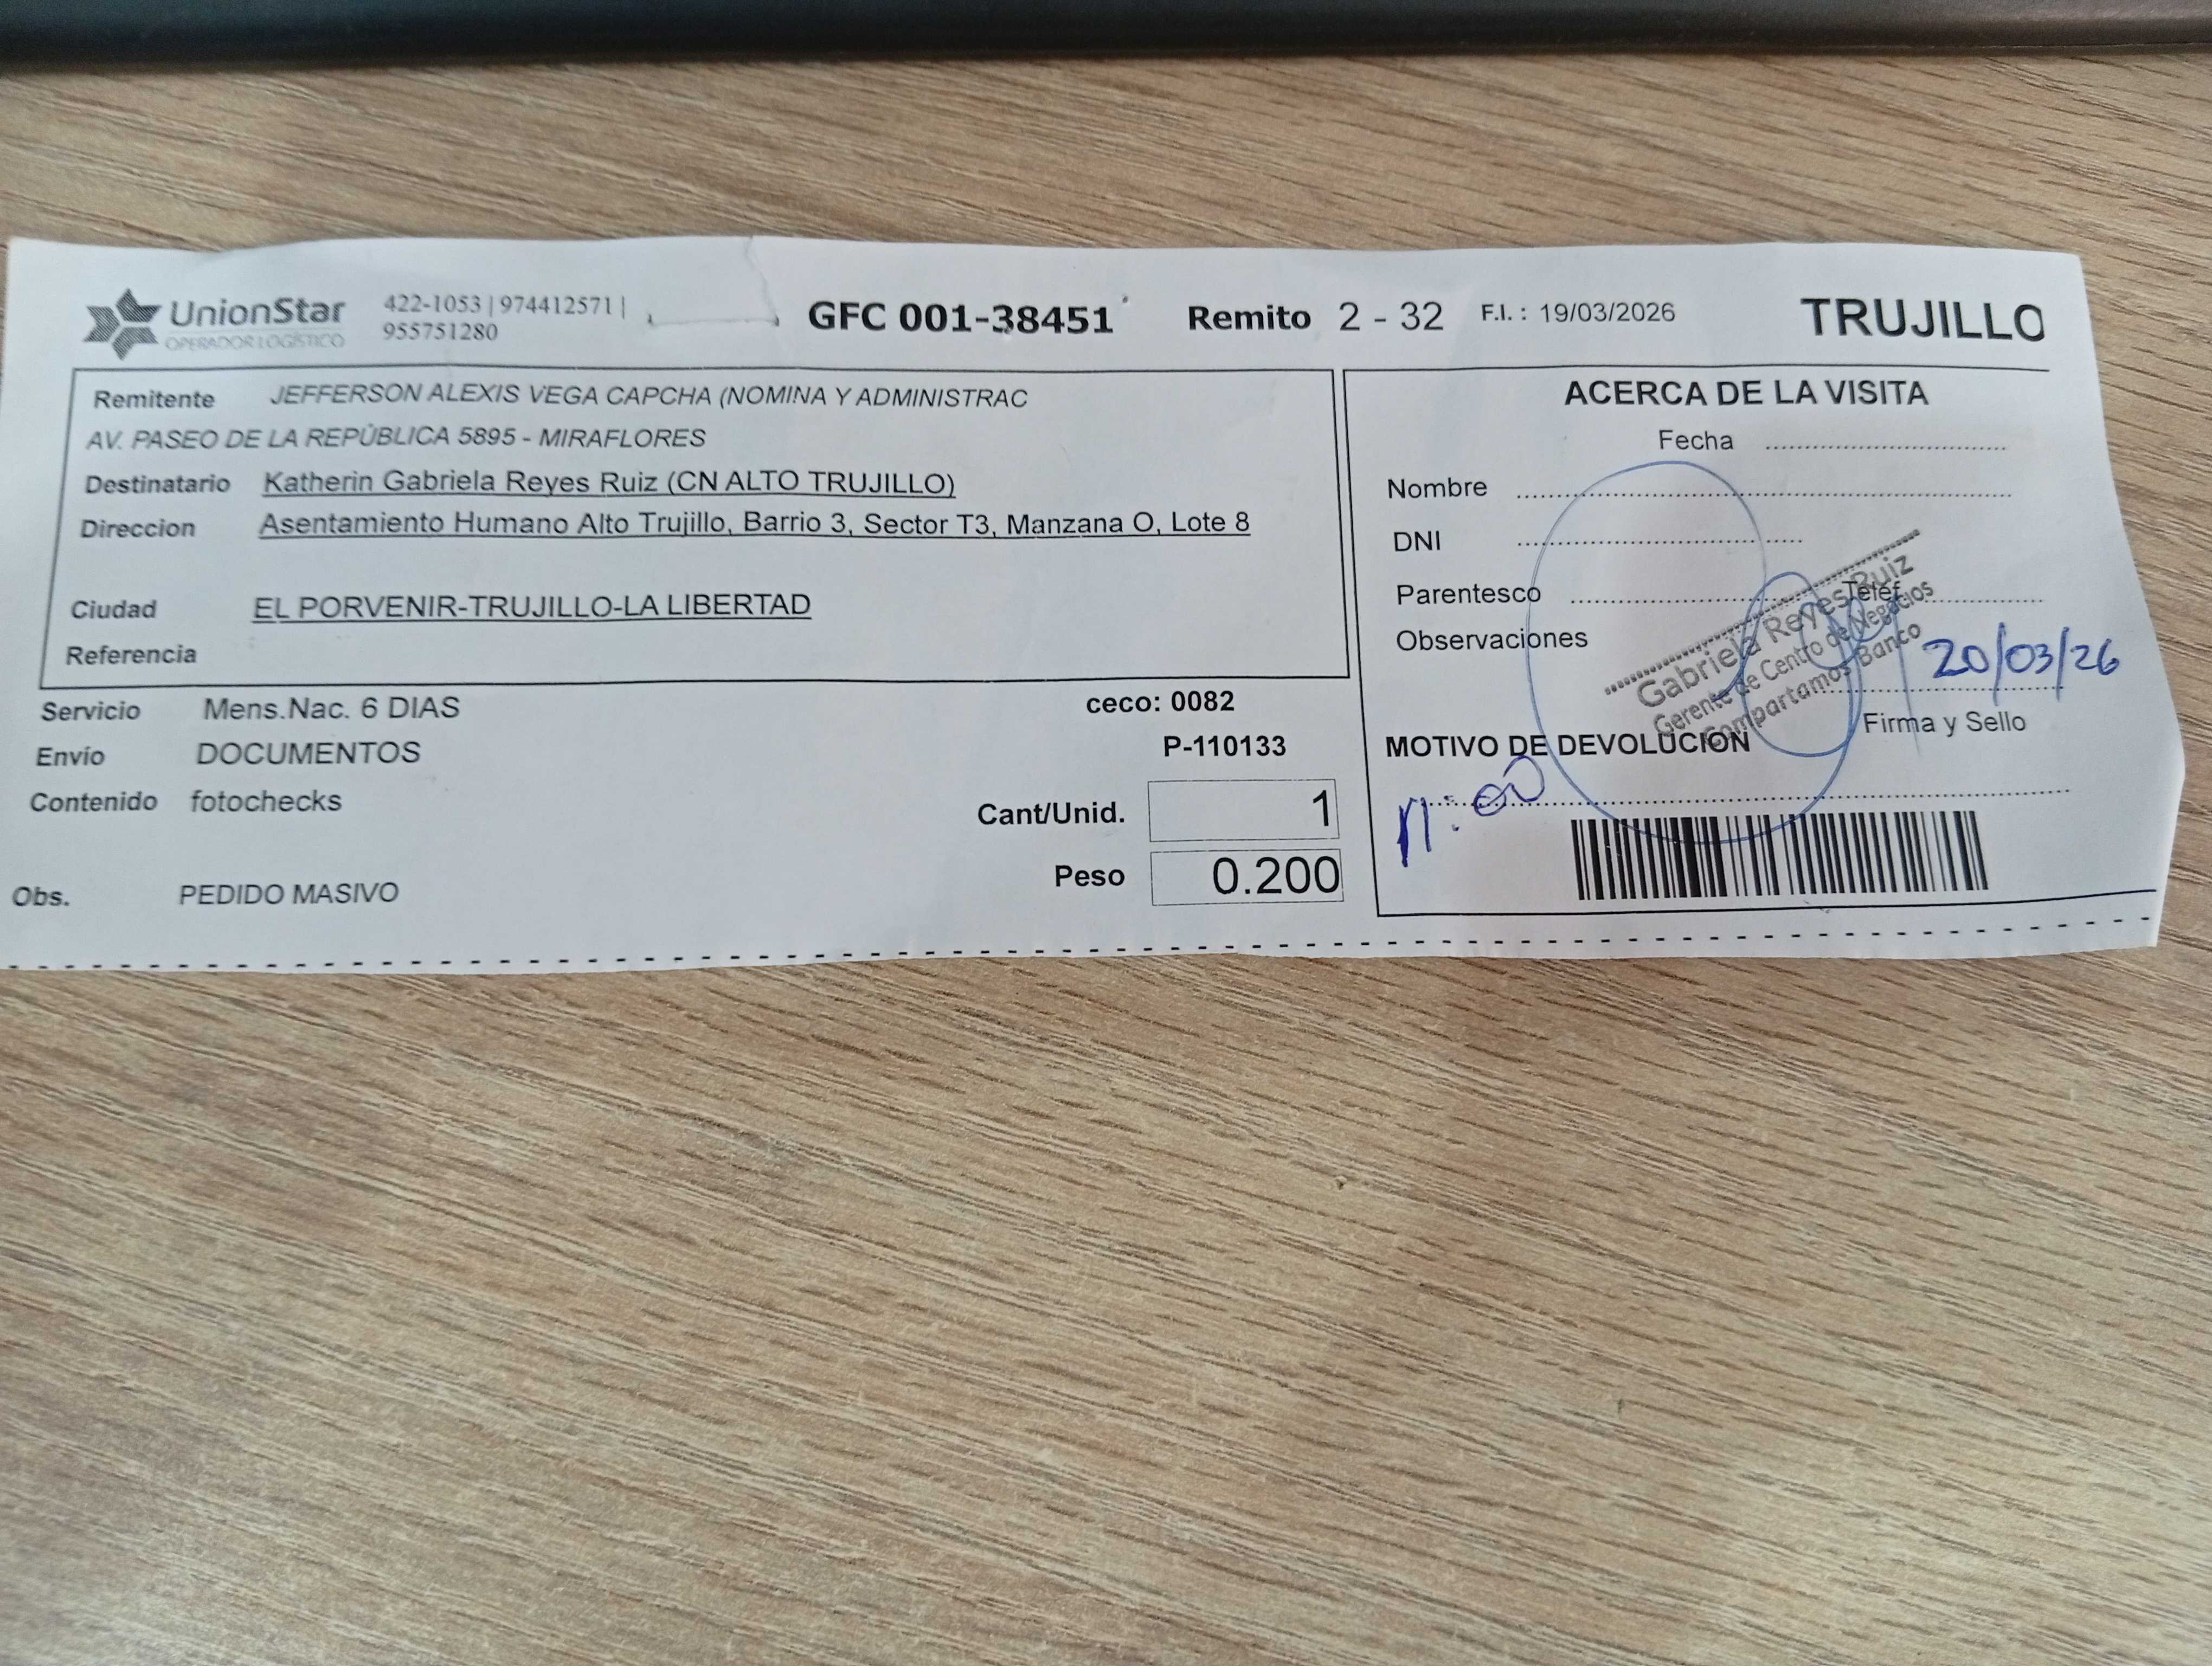 UnionStar
OPERADOR LOGÍSTICO
422-1053 | 974412571 |
955751280
GFC 001-38451
Remito 2 - 32
F.I. : 19/03/2026
TRUJILLO
Remitente JEFFERSON ALEXIS VEGA CAPCHA (NOMINA Y ADMINISTRAC
AV. PASEO DE LA REPÚBLICA 5895 - MIRAFLORES
Destinatario Katherin Gabriela Reyes Ruiz (CN ALTO TRUJILLO)
Direccion Asentamiento Humano Alto Trujillo, Barrio 3, Sector T3, Manzana O, Lote 8
Ciudad EL PORVENIR-TRUJILLO-LA LIBERTAD
Referencia
Servicio Mens.Nac. 6 DIAS
Envío DOCUMENTOS
Contenido fotochecks
Obs. PEDIDO MASIVO
ceco: 0082
P-110133
Cant/Unid. 1
Peso 0.200
ACERCA DE LA VISITA
Fecha
Nombre
DNI
Parentesco Teléf.
Observaciones
Gabriela Reyes Ruiz
Gerente de Centro de Negocios
Compartamos Banco
20/03/26
Firma y Sello
MOTIVO DE DEVOLUCIÓN
11:00